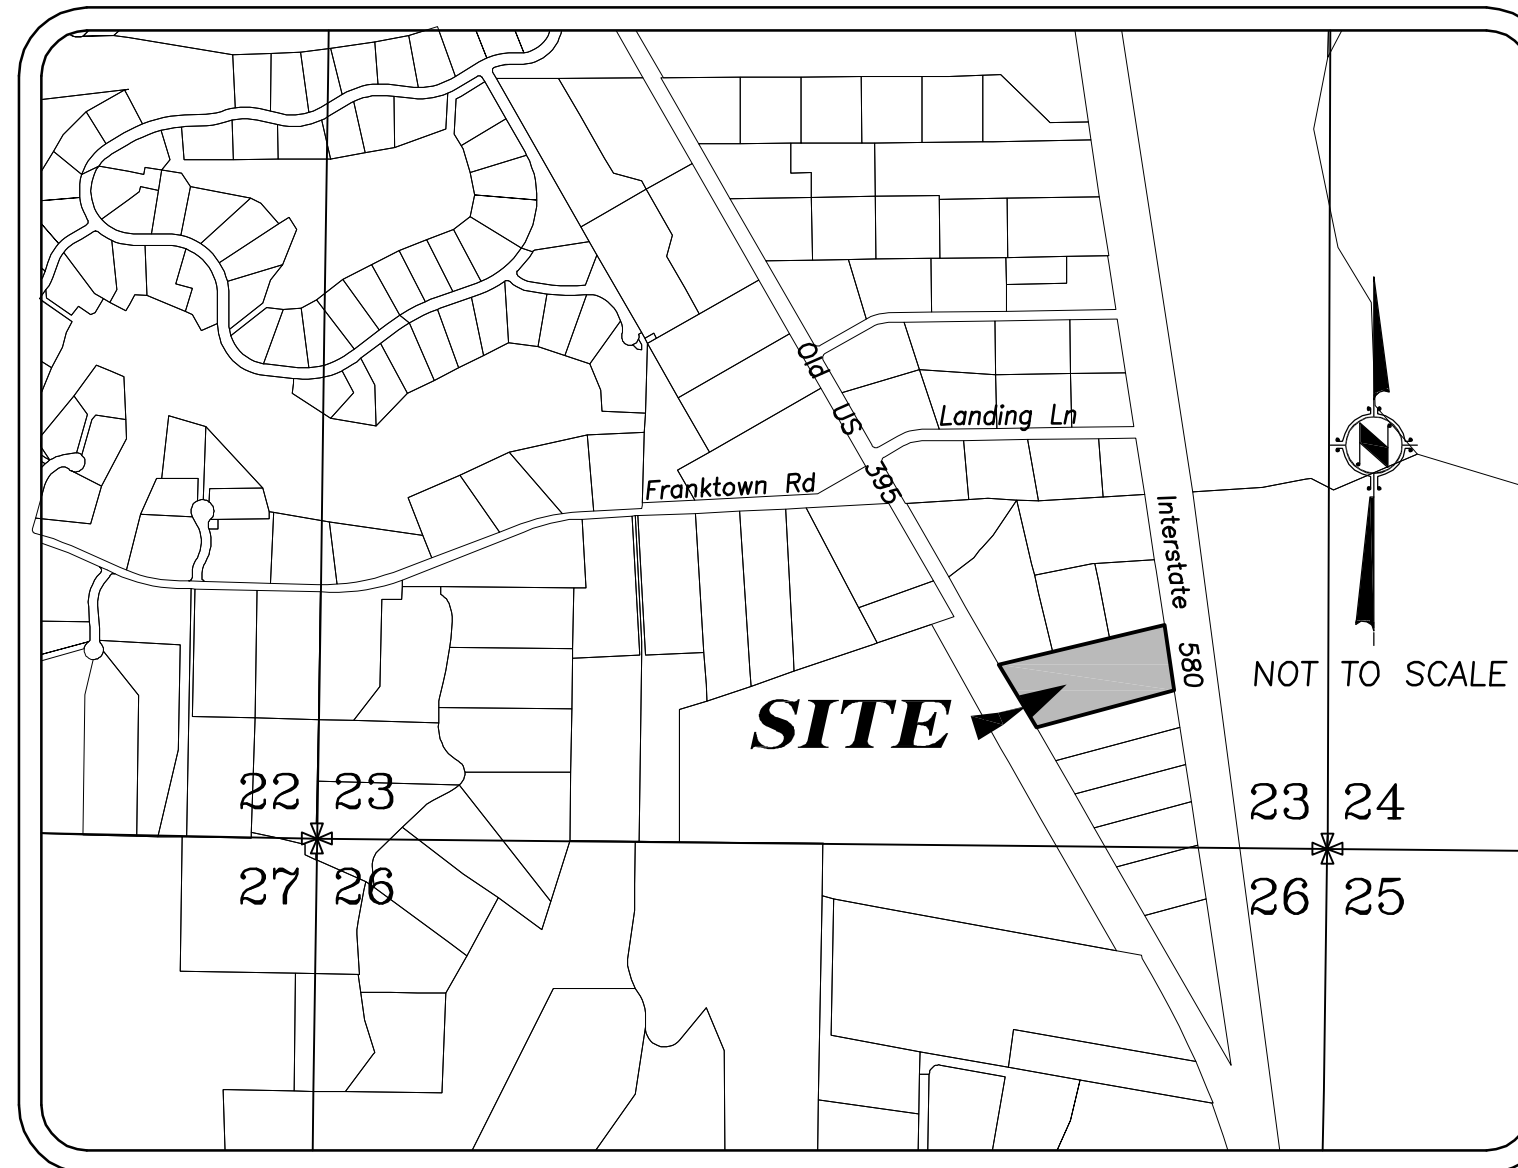 Old US 395
Landing Ln
Franktown Rd
Interstate 580
N
NOT TO SCALE
SITE
22 23
23 24
27 26
26 25